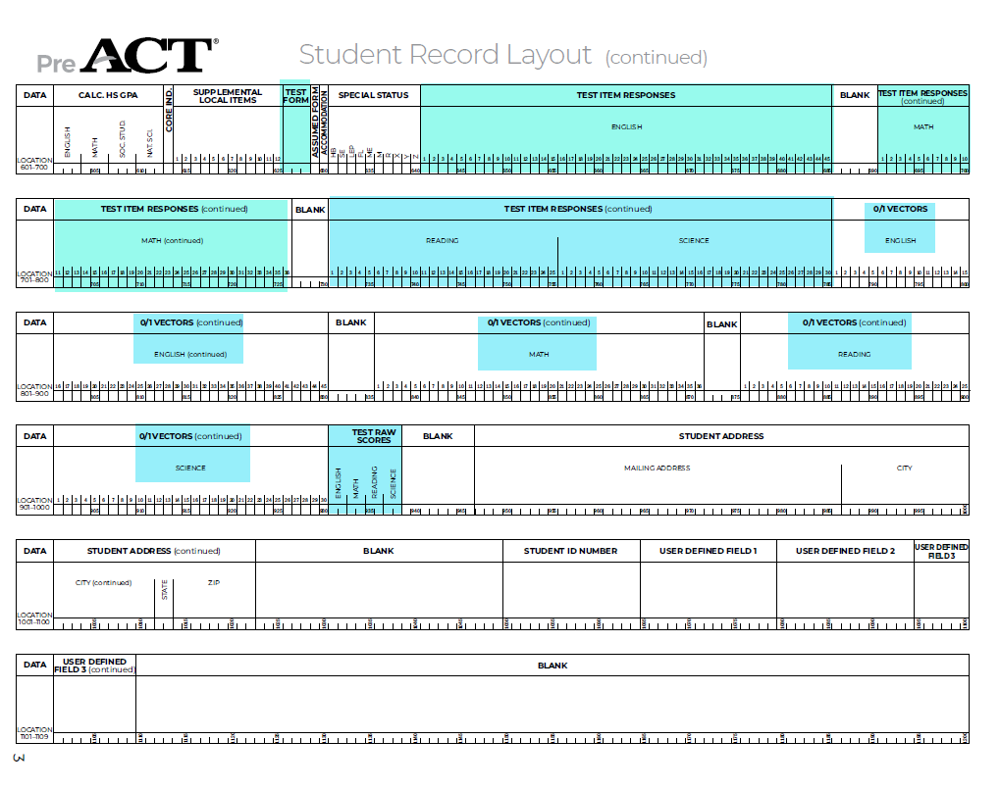 PreACT® Student Record Layout (continued)
DATA CALC. HS GPA CORE IND. SUPPLEMENTAL LOCAL ITEMS TEST FORM ASSUMED FORM ACCOMMODATION SPECIAL STATUS TEST ITEM RESPONSES BLANK TEST ITEM RESPONSES (continued)
ENGLISH MATH SOC. STUD. NAT. SCI. HB SE LEP FL ME M R X Y Z ENGLISH MATH
1 2 3 4 5 6 7 8 9 10 11 12 1 2 3 4 5 6 7 8 9 10 11 12 13 14 15 16 17 18 19 20 21 22 23 24 25 26 27 28 29 30 31 32 33 34 35 36 37 38 39 40 41 42 43 44 45 1 2 3 4 5 6 7 8 9 10
LOCATION
601-700 605 610 615 620 625 630 635 640 645 650 655 660 665 670 675 680 685 690 695 700
DATA TEST ITEM RESPONSES (continued) BLANK TEST ITEM RESPONSES (continued) 0/1 VECTORS
MATH (continued) READING SCIENCE ENGLISH
11 12 13 14 15 16 17 18 19 20 21 22 23 24 25 26 27 28 29 30 31 32 33 34 35 36 1 2 3 4 5 6 7 8 9 10 11 12 13 14 15 16 17 18 19 20 21 22 23 24 25 1 2 3 4 5 6 7 8 9 10 11 12 13 14 15 16 17 18 19 20 21 22 23 24 25 26 27 28 29 30 1 2 3 4 5 6 7 8 9 10 11 12 13 14 15
LOCATION
701-800 705 710 715 720 725 730 735 740 745 750 755 760 765 770 775 780 785 790 795 800
DATA 0/1 VECTORS (continued) BLANK 0/1 VECTORS (continued) BLANK 0/1 VECTORS (continued)
ENGLISH (continued) MATH READING
16 17 18 19 20 21 22 23 24 25 26 27 28 29 30 31 32 33 34 35 36 37 38 39 40 41 42 43 44 45 1 2 3 4 5 6 7 8 9 10 11 12 13 14 15 16 17 18 19 20 21 22 23 24 25 26 27 28 29 30 31 32 33 34 35 36 1 2 3 4 5 6 7 8 9 10 11 12 13 14 15 16 17 18 19 20 21 22 23 24 25
LOCATION
801-900 805 810 815 820 825 830 835 840 845 850 855 860 865 870 875 880 885 890 895 900
DATA 0/1 VECTORS (continued) TEST RAW SCORES BLANK STUDENT ADDRESS
SCIENCE ENGLISH MATH READING SCIENCE MAILING ADDRESS CITY
1 2 3 4 5 6 7 8 9 10 11 12 13 14 15 16 17 18 19 20 21 22 23 24 25 26 27 28 29 30
LOCATION
901-1000 905 910 915 920 925 930 935 940 945 950 955 960 965 970 975 980 985 990 995 1000
DATA STUDENT ADDRESS (continued) BLANK STUDENT ID NUMBER USER DEFINED FIELD 1 USER DEFINED FIELD 2 USER DEFINED FIELD 3
CITY (continued) STATE ZIP
LOCATION
1001-1100 1005 1010 1015 1020 1025 1030 1035 1040 1045 1050 1055 1060 1065 1070 1075 1080 1085 1090 1095 1100
DATA USER DEFINED FIELD 3 (continued) BLANK
LOCATION
1101-1109 1105 1110 1115 1120 1125 1130 1135 1140 1145 1150 1155 1160 1165 1170 1175 1180 1185 1190 1195 1200
3